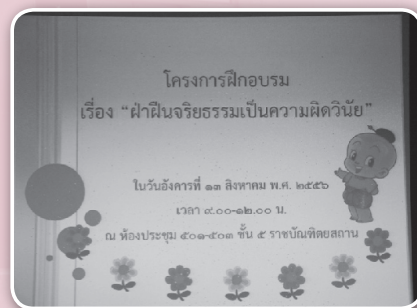 โครงการฝึกอบรม
เรื่อง “ฝ่าฝืนจริยธรรมเป็นความผิดวินัย”
ในวันอังคารที่ ๑๓ สิงหาคม พ.ศ. ๒๕๕๖
เวลา ๙.๐๐-๑๒.๐๐ น.
ณ ห้องประชุม ๕๐๑-๕๐๓ ชั้น ๕ ราชบัณฑิตยสถาน